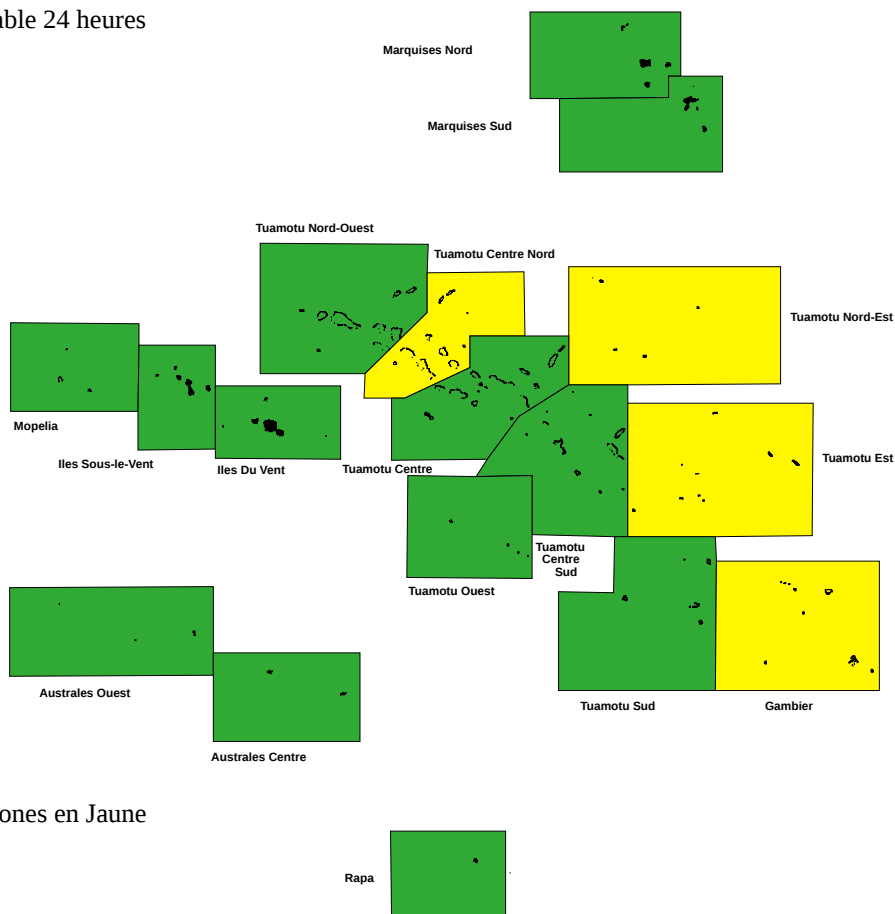 able 24 heures
Marquises Nord
Marquises Sud
Tuamotu Nord-Ouest
Tuamotu Centre Nord
Tuamotu Nord-Est
Mopelia
Iles Sous-le-Vent
Iles Du Vent
Tuamotu Centre
Tuamotu Est
Tuamotu
Centre
Sud
Tuamotu Ouest
Australes Ouest
Tuamotu Sud
Gambier
Australes Centre
ones en Jaune
Rapa